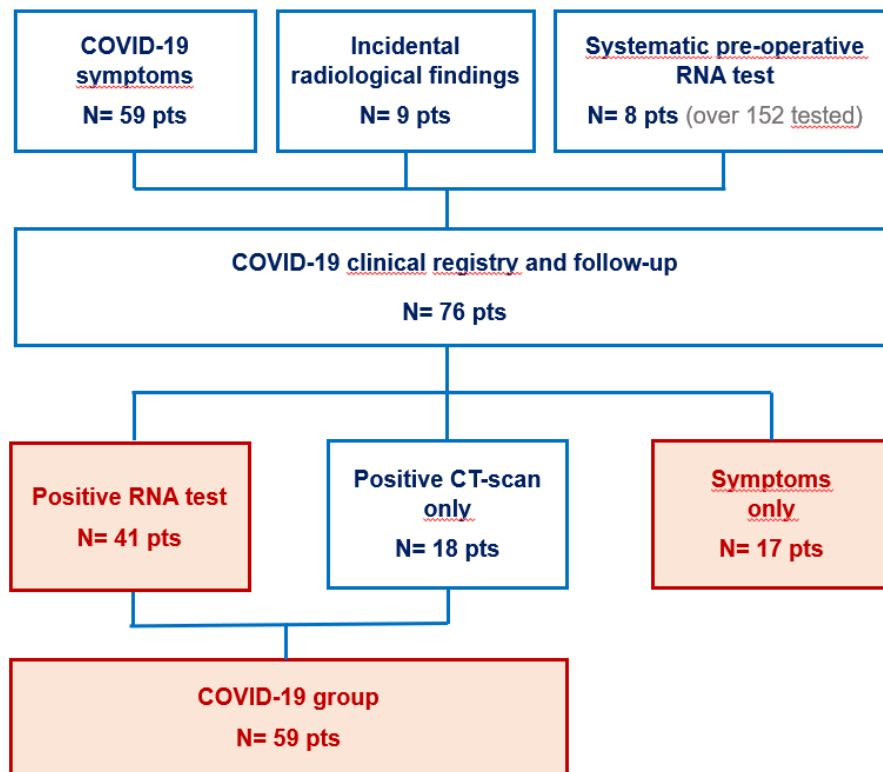 COVID-19
symptoms
N= 59 pts
Incidental
radiological findings
N= 9 pts
Systematic pre-operative
RNA test
N= 8 pts (over 152 tested)
COVID-19 clinical registry and follow-up
N= 76 pts
Positive RNA test
N= 41 pts
Positive CT-scan
only
N= 18 pts
Symptoms
only
N= 17 pts
COVID-19 group
N= 59 pts